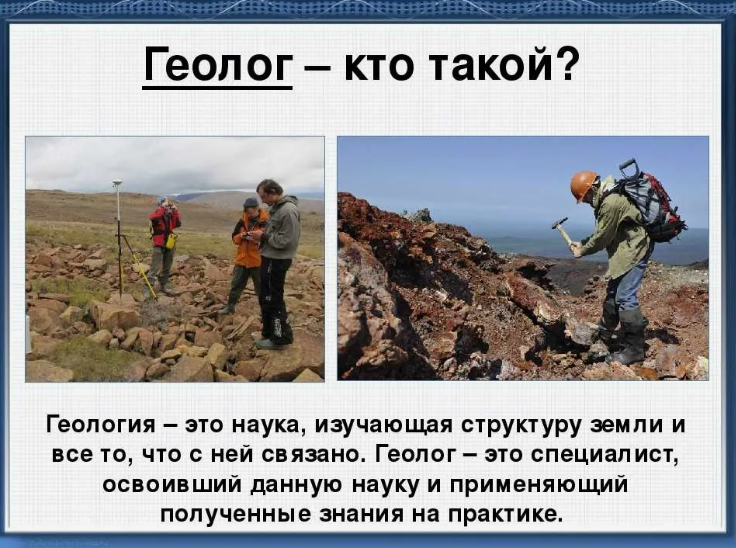 Геолог – кто такой?
Геология – это наука, изучающая структуру земли и
все то, что с ней связано. Геолог – это специалист,
освоивший данную науку и применяющий
полученные знания на практике.